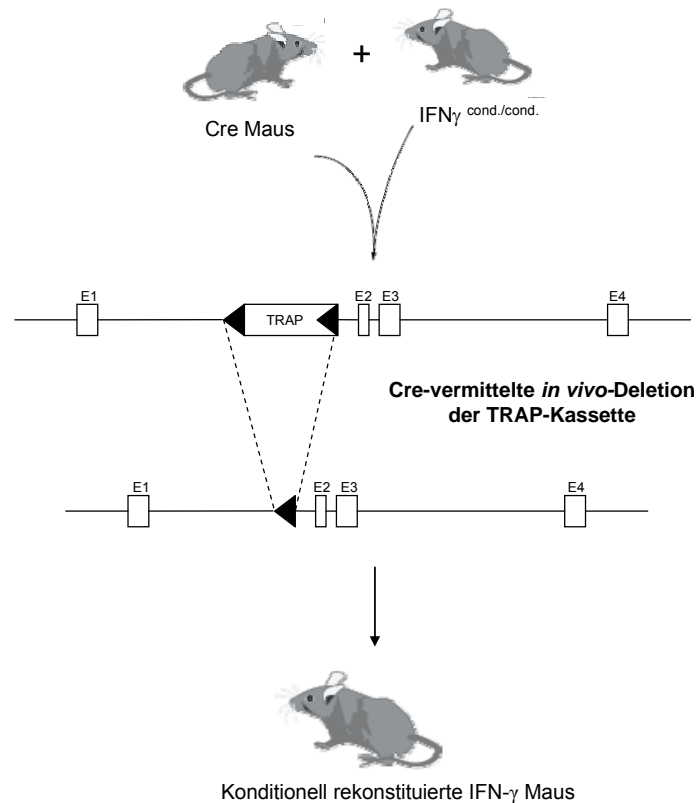 +
Cre Maus
IFNγ cond./cond.
E1 E2 E3 E4
TRAP
Cre-vermittelte in vivo-Deletion
der TRAP-Kassette
E1 E2 E3 E4
Konditionell rekonstituierte IFN-γ Maus